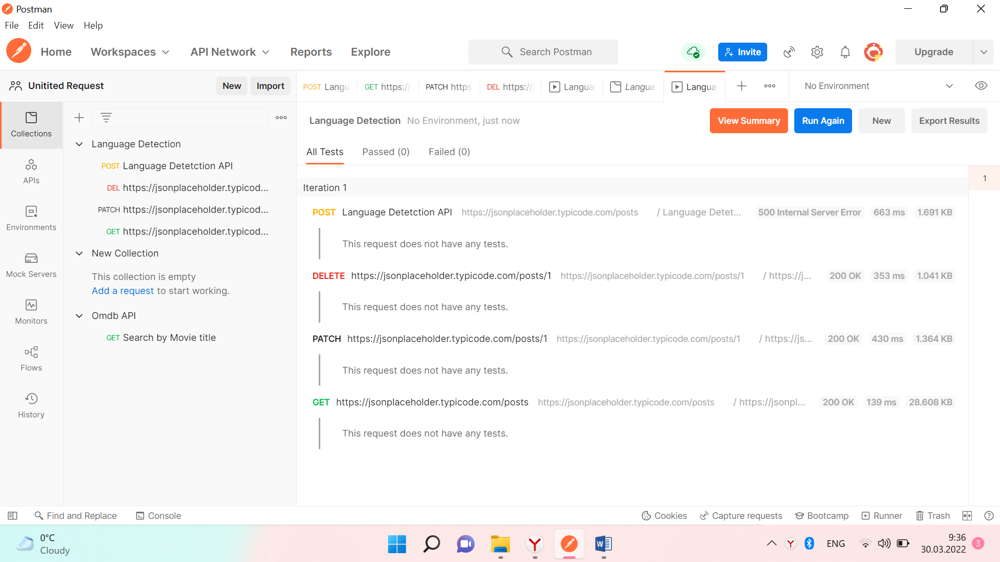 Postman
File Edit View Help
Home Workspaces API Network Reports Explore Search Postman Invite Upgrade
Unitited Request New Import
POST Langu GET https:// PATCH https DEL https:// Langua Langua Langua No Environment
Collections
APIs
Environments
Mock Servers
Monitors
Flows
History
Language Detection
POST Language Detetction API
DEL https://jsonplaceholder.typicod...
PATCH https://jsonplaceholder.typicod...
GET https://jsonplaceholder.typicod...
New Collection
This collection is empty
Add a request to start working.
Omdb API
GET Search by Movie title
Language Detection No Environment, just now View Summary Run Again New Export Results
All Tests Passed (0) Failed (0)
1
Iteration 1
POST Language Detetction API https://jsonplaceholder.typicode.com/posts / Language Detet... 500 Internal Server Error 663 ms 1.691 KB
This request does not have any tests.
DELETE https://jsonplaceholder.typicode.com/posts/1 https://jsonplaceholder.typicode.com/posts/1 / https://j... 200 OK 353 ms 1.041 KB
This request does not have any tests.
PATCH https://jsonplaceholder.typicode.com/posts/1 https://jsonplaceholder.typicode.com/posts/1 / https://js... 200 OK 430 ms 1.364 KB
This request does not have any tests.
GET https://jsonplaceholder.typicode.com/posts https://jsonplaceholder.typicode.com/posts / https://jsonpl... 200 OK 139 ms 28.608 KB
This request does not have any tests.
Find and Replace Console Cookies Capture requests Bootcamp Runner Trash
0°C
Cloudy
ENG
9:36
30.03.2022
3